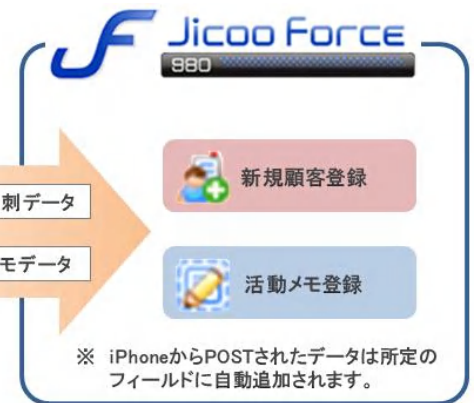 Jicoo Force
980
新規顧客登録
刺データ
モデータ
活動メモ登録
※ iPhoneからPOSTされたデータは所定の
フィールドに自動追加されます。